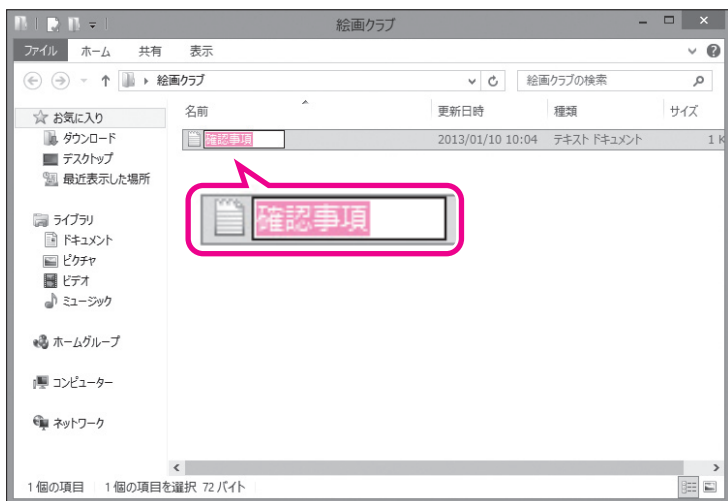 絵画クラブ
ファイル ホーム 共有 表示
絵画クラブ 絵画クラブの検索
名前 更新日時 種類 サイズ
確認事項 2013/01/10 10:04 テキスト ドキュメント 1 K
確認事項
お気に入り
ダウンロード
デスクトップ
最近表示した場所
ライブラリ
ドキュメント
ピクチャ
ビデオ
ミュージック
ホームグループ
コンピューター
ネットワーク
1 個の項目 1 個の項目を選択 72 バイト